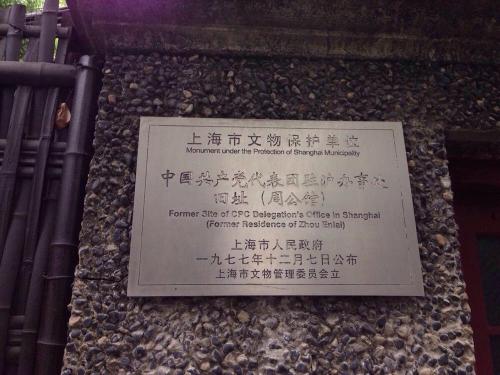 上海市文物保护单位
Monument under the Protection of Shanghai Municipality
中国共产党代表团驻沪办事处
旧址（周公馆）
Former Site of CPC Delegation's Office in Shanghai
(Former Residence of Zhou Enlai)
上海市人民政府
一九七七年十二月七日公布
上海市文物管理委员会立